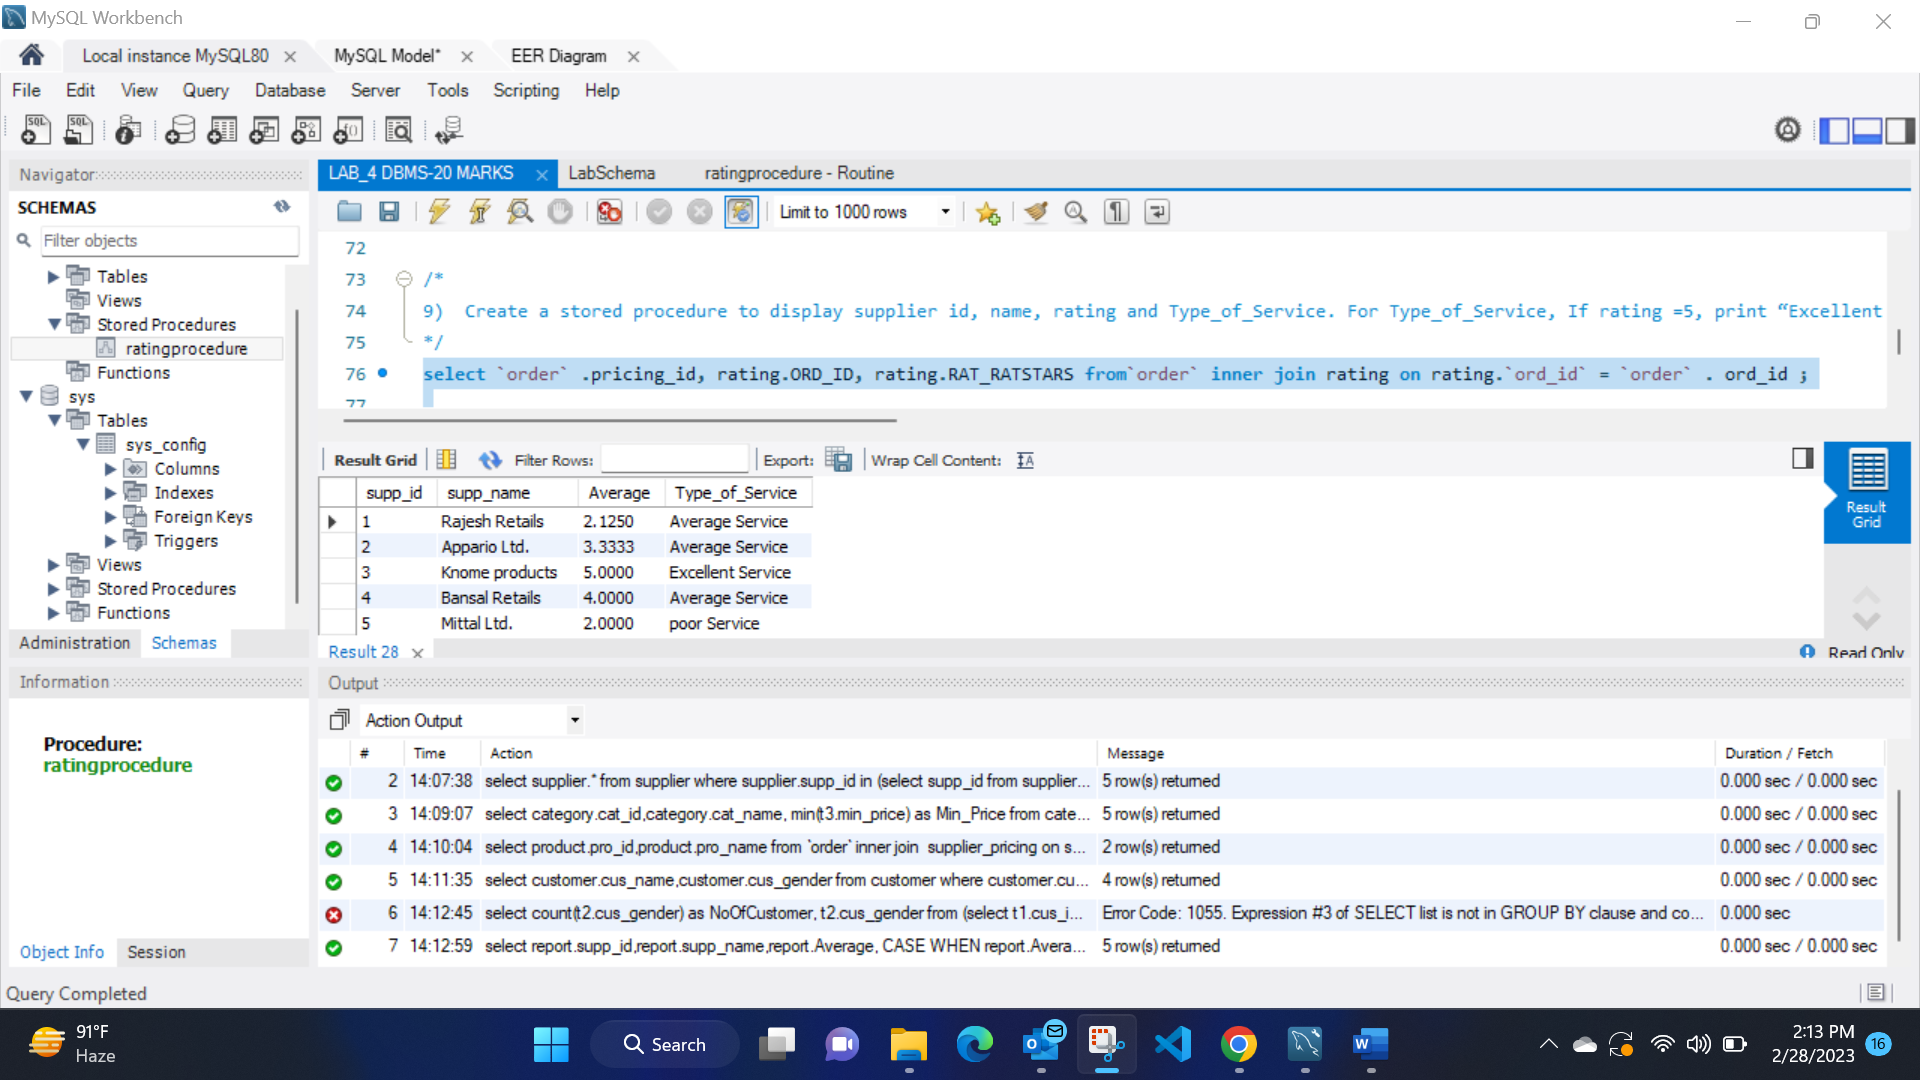 MySQL Workbench
Local instance MySQL80
MySQL Model*
EER Diagram
File Edit View Query Database Server Tools Scripting Help
Navigator
SCHEMAS
Filter objects
Tables
Views
Stored Procedures
ratingprocedure
Functions
sys
Tables
sys_config
Columns
Indexes
Foreign Keys
Triggers
Views
Stored Procedures
Functions
Administration Schemas
Information
Procedure:
ratingprocedure
Object Info Session
LAB_4 DBMS-20 MARKS LabSchema ratingprocedure - Routine
Limit to 1000 rows
72
73 /*
74 9) Create a stored procedure to display supplier id, name, rating and Type_of_Service. For Type_of_Service, If rating =5, print “Excellent
75 */
76 select `order` .pricing_id, rating.ORD_ID, rating.RAT_RATSTARS from`order` inner join rating on rating.`ord_id` = `order` . ord_id ;
77
Result Grid Filter Rows: Export: Wrap Cell Content:
supp_id supp_name Average Type_of_Service
1 Rajesh Retails 2.1250 Average Service
2 Appario Ltd. 3.3333 Average Service
3 Knome products 5.0000 Excellent Service
4 Bansal Retails 4.0000 Average Service
5 Mittal Ltd. 2.0000 poor Service
Result Grid
Result 28
Read Only
Output
Action Output
# Time Action Message Duration / Fetch
2 14:07:38 select supplier.* from supplier where supplier.supp_id in (select supp_id from supplier... 5 row(s) returned 0.000 sec / 0.000 sec
3 14:09:07 select category.cat_id,category.cat_name, min(t3.min_price) as Min_Price from cate... 5 row(s) returned 0.000 sec / 0.000 sec
4 14:10:04 select product.pro_id,product.pro_name from `order` inner join supplier_pricing on s... 2 row(s) returned 0.000 sec / 0.000 sec
5 14:11:35 select customer.cus_name,customer.cus_gender from customer where customer.cu... 4 row(s) returned 0.000 sec / 0.000 sec
6 14:12:45 select count(t2.cus_gender) as NoOfCustomer, t2.cus_gender from (select t1.cus_i... Error Code: 1055. Expression #3 of SELECT list is not in GROUP BY clause and co... 0.000 sec
7 14:12:59 select report.supp_id,report.supp_name,report.Average, CASE WHEN report.Avera... 5 row(s) returned 0.000 sec / 0.000 sec
Query Completed
91°F
Haze
Search
2:13 PM
2/28/2023
16